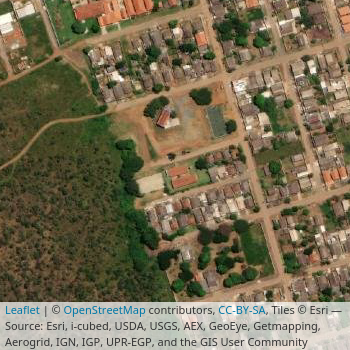 Leaflet | © OpenStreetMap contributors, CC-BY-SA, Tiles © Esri —
Source: Esri, i-cubed, USDA, USGS, AEX, GeoEye, Getmapping,
Aerogrid, IGN, IGP, UPR-EGP, and the GIS User Community